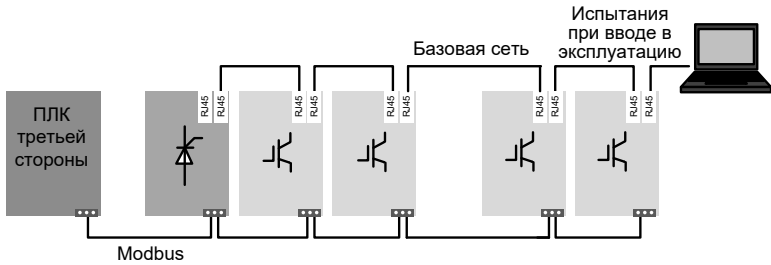 Испытания
при вводе в
эксплуатацию
Базовая сеть
RJ45
RJ45
RJ45
RJ45
RJ45
RJ45
RJ45
RJ45
RJ45
RJ45
ПЛК
третьей
стороны
Modbus